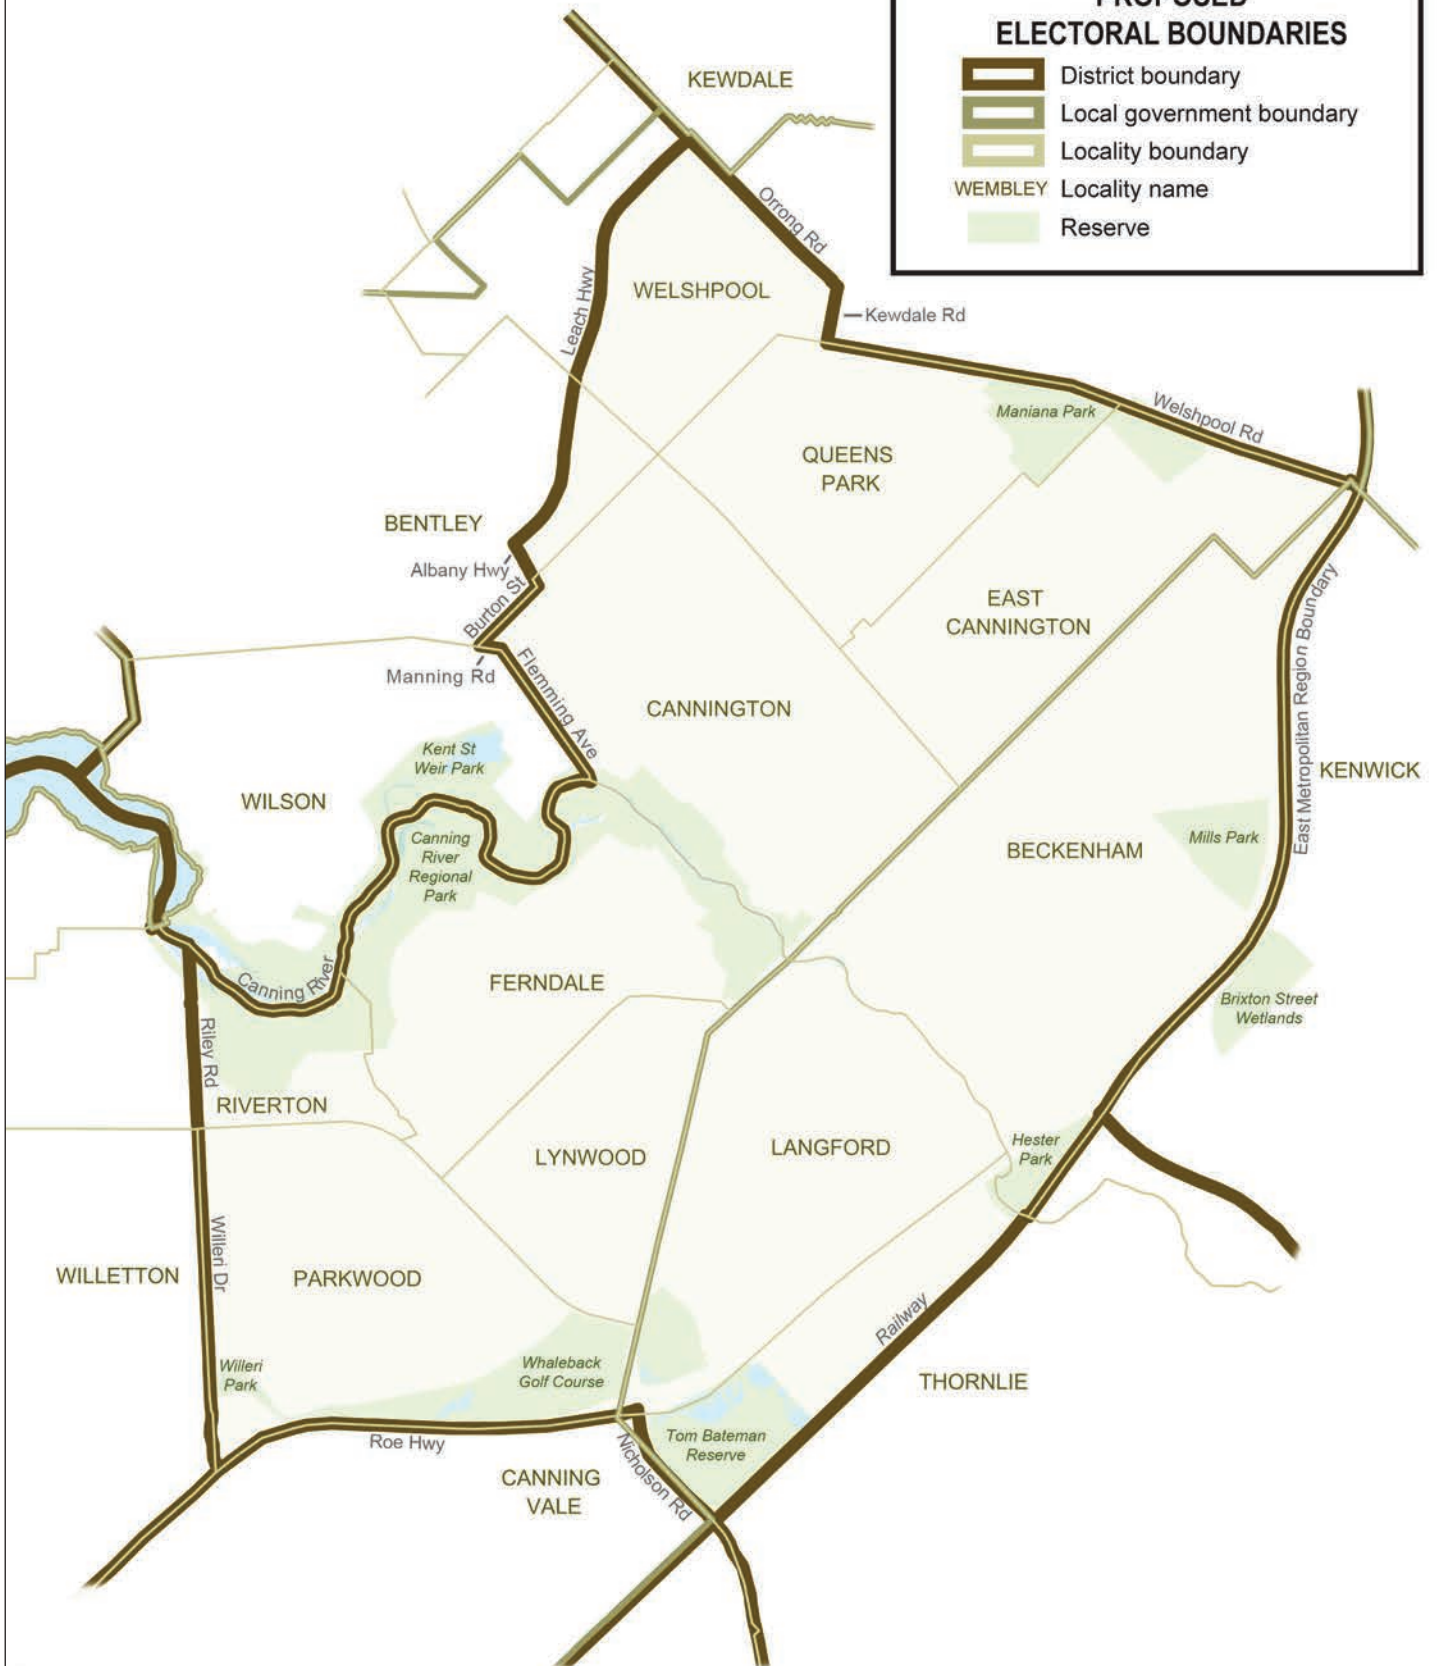 PROPOSED
ELECTORAL BOUNDARIES
District boundary
Local government boundary
Locality boundary
WEMBLEY Locality name
Reserve
KEWDALE
Orrong Rd
WELSHPOOL
Leach Hwy
Kewdale Rd
Maniana Park
Welshpool Rd
QUEENS
PARK
BENTLEY
Albany Hwy
Burton St
EAST
CANNINGTON
East Metropolitan Region Boundary
Manning Rd
Flemming Ave
CANNINGTON
Kent St
Weir Park
KENWICK
WILSON
Canning
River
Regional
Park
Mills Park
BECKENHAM
Canning River
FERNDALE
Brixton Street
Wetlands
Riley Rd
RIVERTON
LYNWOOD
LANGFORD
Hester
Park
WILLETTON
Willeri Dr
PARKWOOD
Railway
Willeri
Park
Whaleback
Golf Course
THORNLIE
Roe Hwy
Nicholson Rd
Tom Bateman
Reserve
CANNING
VALE